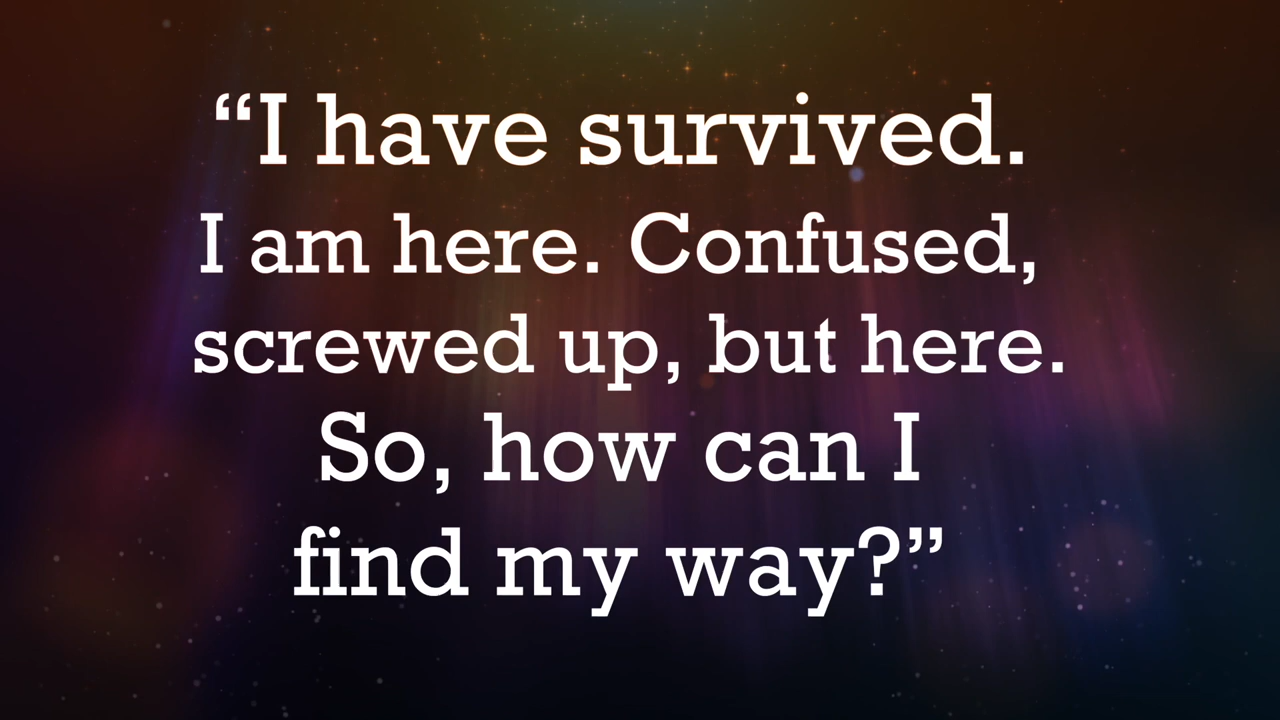 “I have survived.
I am here. Confused,
screwed up, but here.
So, how can I
find my way?”